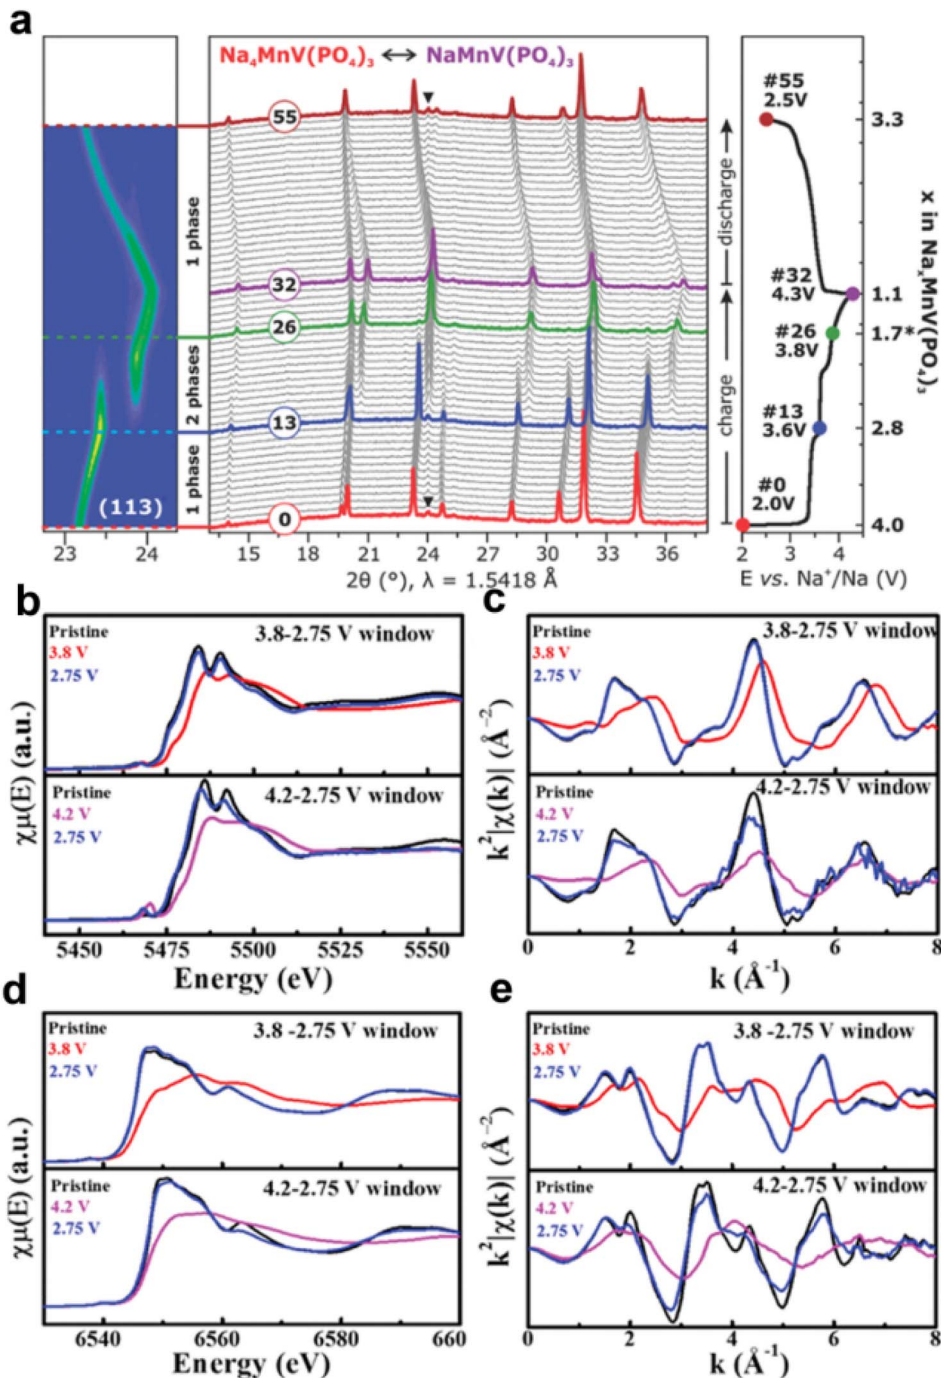 a
Na₄MnV(PO₄)₃ ↔ NaMnV(PO₄)₃
55
32
26
13
0
1 phase
2 phases
1 phase
(113)
discharge
charge
#55
2.5V
#32
4.3V
#26
3.8V
#13
3.6V
#0
2.0V
3.3
1.1
1.7*
2.8
4.0
x in NaₓMnV(PO₄)₃
23 24
15 18 21 24 27 30 33 36
2 3 4
2θ (°), λ = 1.5418 Å
E vs. Na⁺/Na (V)
b
Pristine
3.8 V
2.75 V
3.8-2.75 V window
Pristine
4.2 V
2.75 V
4.2-2.75 V window
χμ(E) (a.u.)
5450 5475 5500 5525 5550
Energy (eV)
c
Pristine
3.8 V
2.75 V
3.8-2.75 V window
Pristine
4.2 V
2.75 V
4.2-2.75 V window
k²|χ(k)| (Å⁻²)
0 2 4 6 8
k (Å⁻¹)
d
Pristine
3.8 V
2.75 V
3.8 -2.75 V window
Pristine
4.2 V
2.75 V
4.2-2.75 V window
χμ(E) (a.u.)
6540 6560 6580 660
Energy (eV)
e
Pristine
3.8 V
2.75 V
3.8 -2.75 V window
Pristine
4.2 V
2.75 V
4.2-2.75 V window
k²|χ(k)| (Å⁻²)
0 2 4 6 8
k (Å⁻¹)